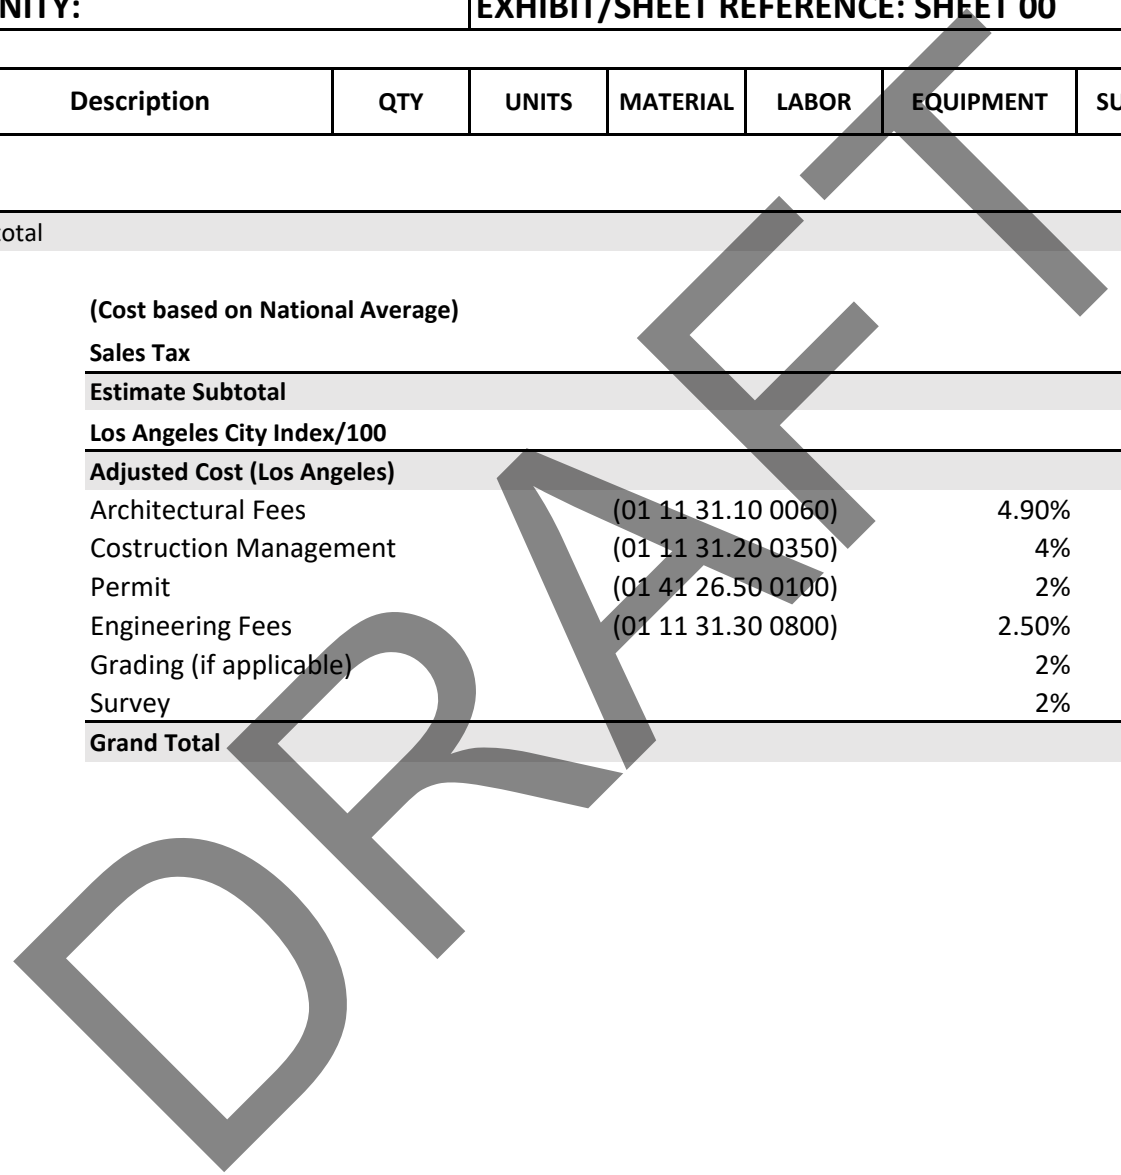 NITY: EXHIBIT/SHEET REFERENCE: SHEET 00
Description QTY UNITS MATERIAL LABOR EQUIPMENT SU
total
(Cost based on National Average)
Sales Tax
Estimate Subtotal
Los Angeles City Index/100
Adjusted Cost (Los Angeles)
Architectural Fees (01 11 31.10 0060) 4.90%
Costruction Management (01 11 31.20 0350) 4%
Permit (01 41 26.50 0100) 2%
Engineering Fees (01 11 31.30 0800) 2.50%
Grading (if applicable) 2%
Survey 2%
Grand Total
DRAFT